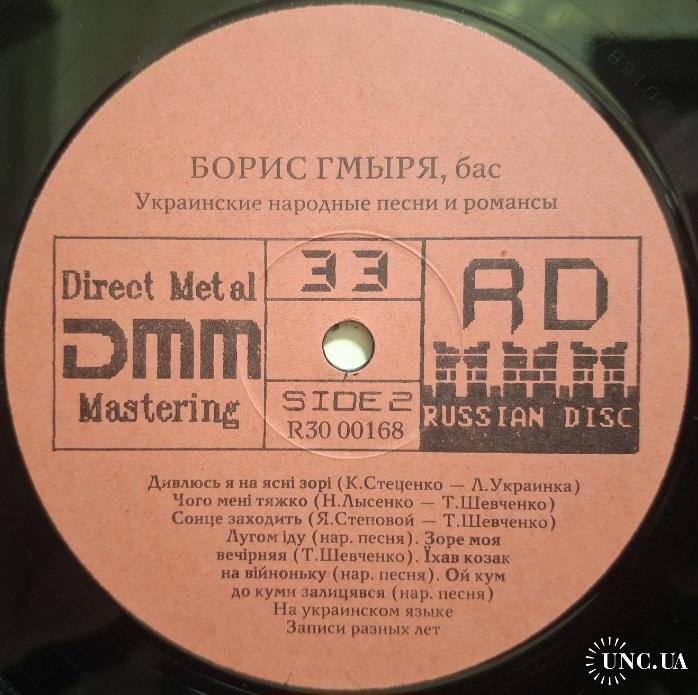 БОРИС ГМЫРЯ, бас
Украинские народные песни и романсы
Direct Metal
DMM
Mastering
33
SIDE 2
R30 00168
RD
RUSSIAN DISC
Дивлюсь я на ясні зорі (К.Стеценко — Л.Украинка)
Чого мені тяжко (Н.Лысенко — Т.Шевченко)
Сонце заходить (Я.Степовой — Т.Шевченко)
Лугом іду (нар. песня). Зоре моя
вечірняя (Т.Шевченко). Їхав козак
на війноньку (нар. песня). Ой кум
до куми залицявся (нар. песня)
На украинском языке
Записи разных лет
UNC.UA